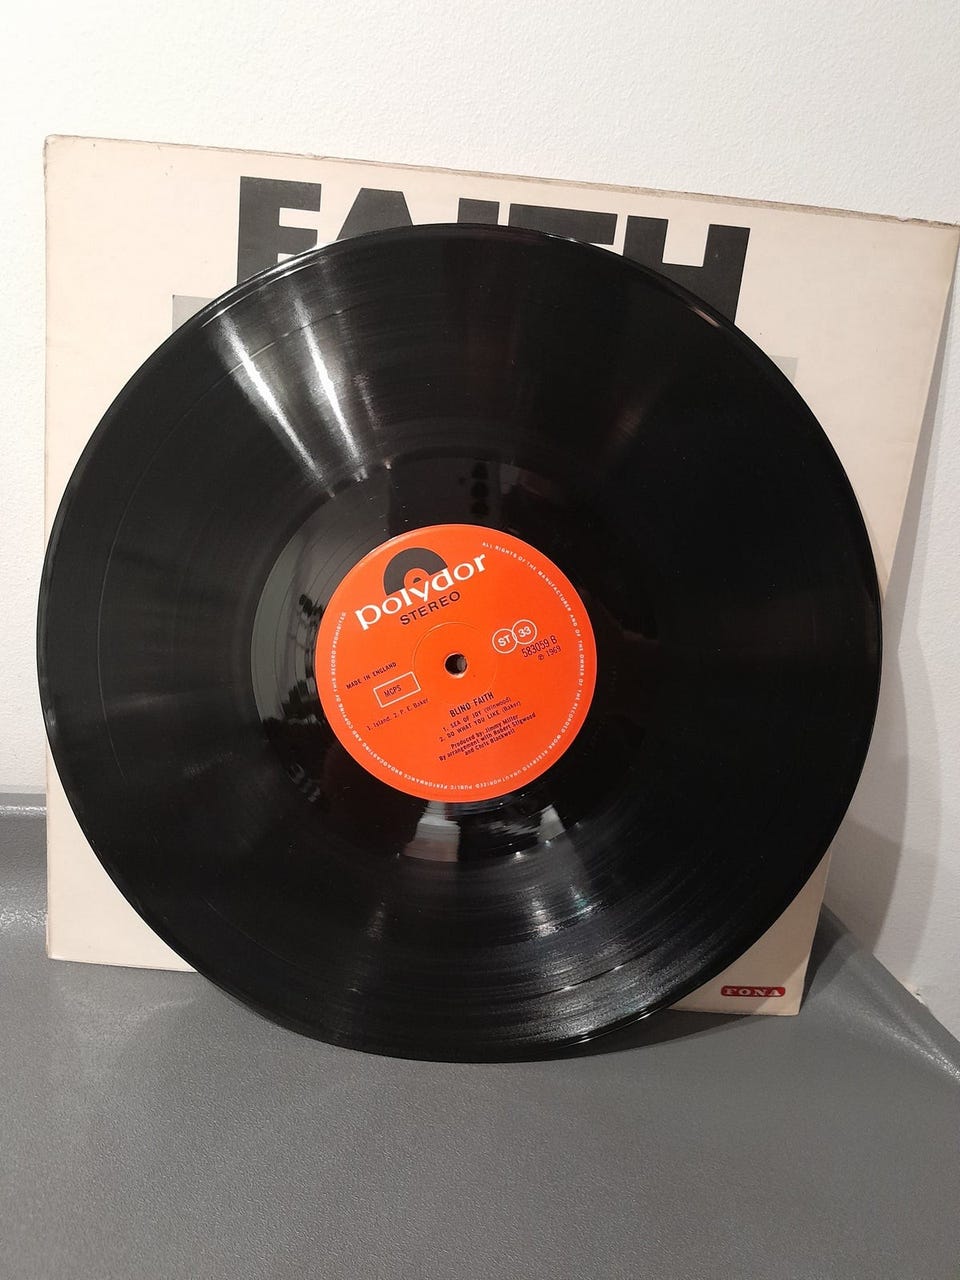 FAITH
polydor
STEREO
ST 33
583059 B
℗ 1969
MADE IN ENGLAND
MCPS
1. Island. 2. P. E. Baker
BLIND FAITH
1. SEA OF JOY (Winwood)
2. DO WHAT YOU LIKE (Baker)
Produced by: Jimmy Miller
By arrangement with Robert Stigwood
and Chris Blackwell
ALL RIGHTS OF THE MANUFACTURER AND OF THE OWNER OF THE RECORDED WORK RESERVED UNAUTHORIZED PUBLIC PERFORMANCE BROADCASTING AND COPYING OF THIS RECORD PROHIBITED
FONA